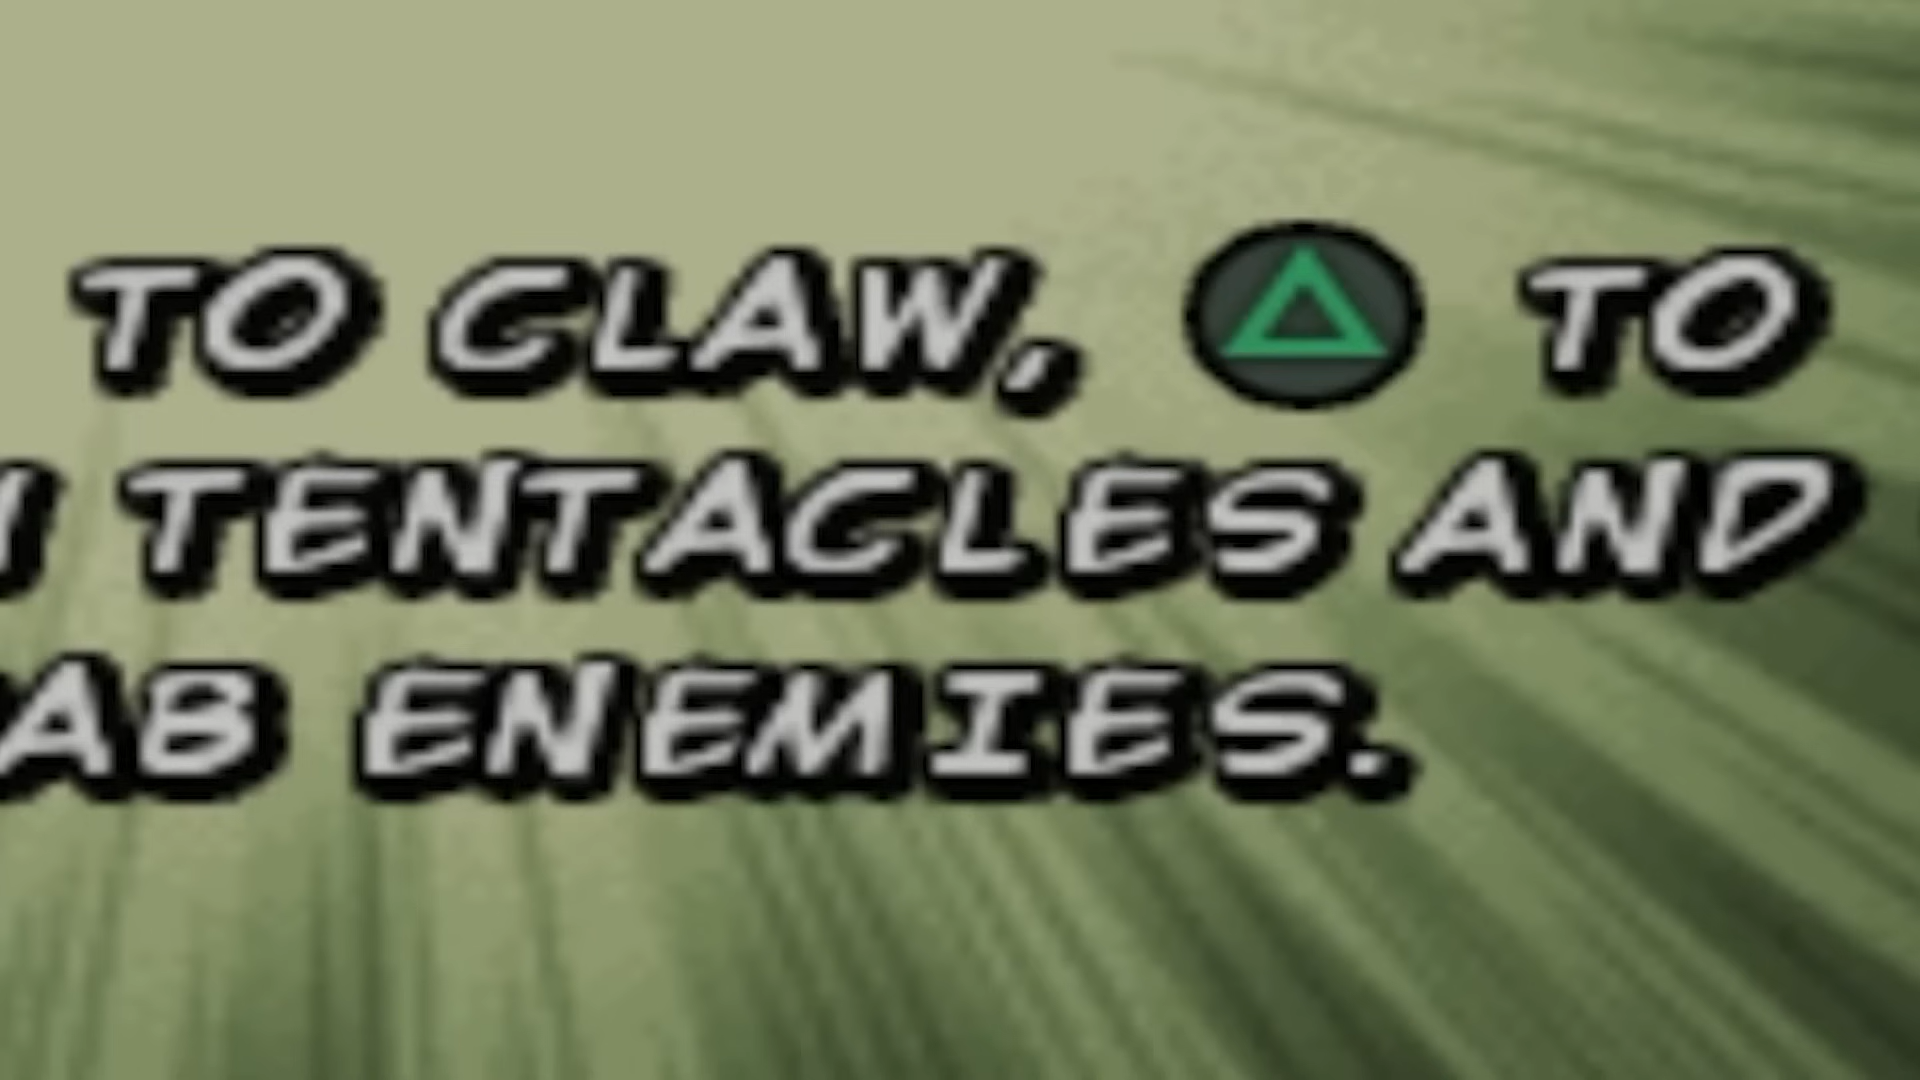 TO CLAW, TO
TENTACLES AND
ENEMIES.